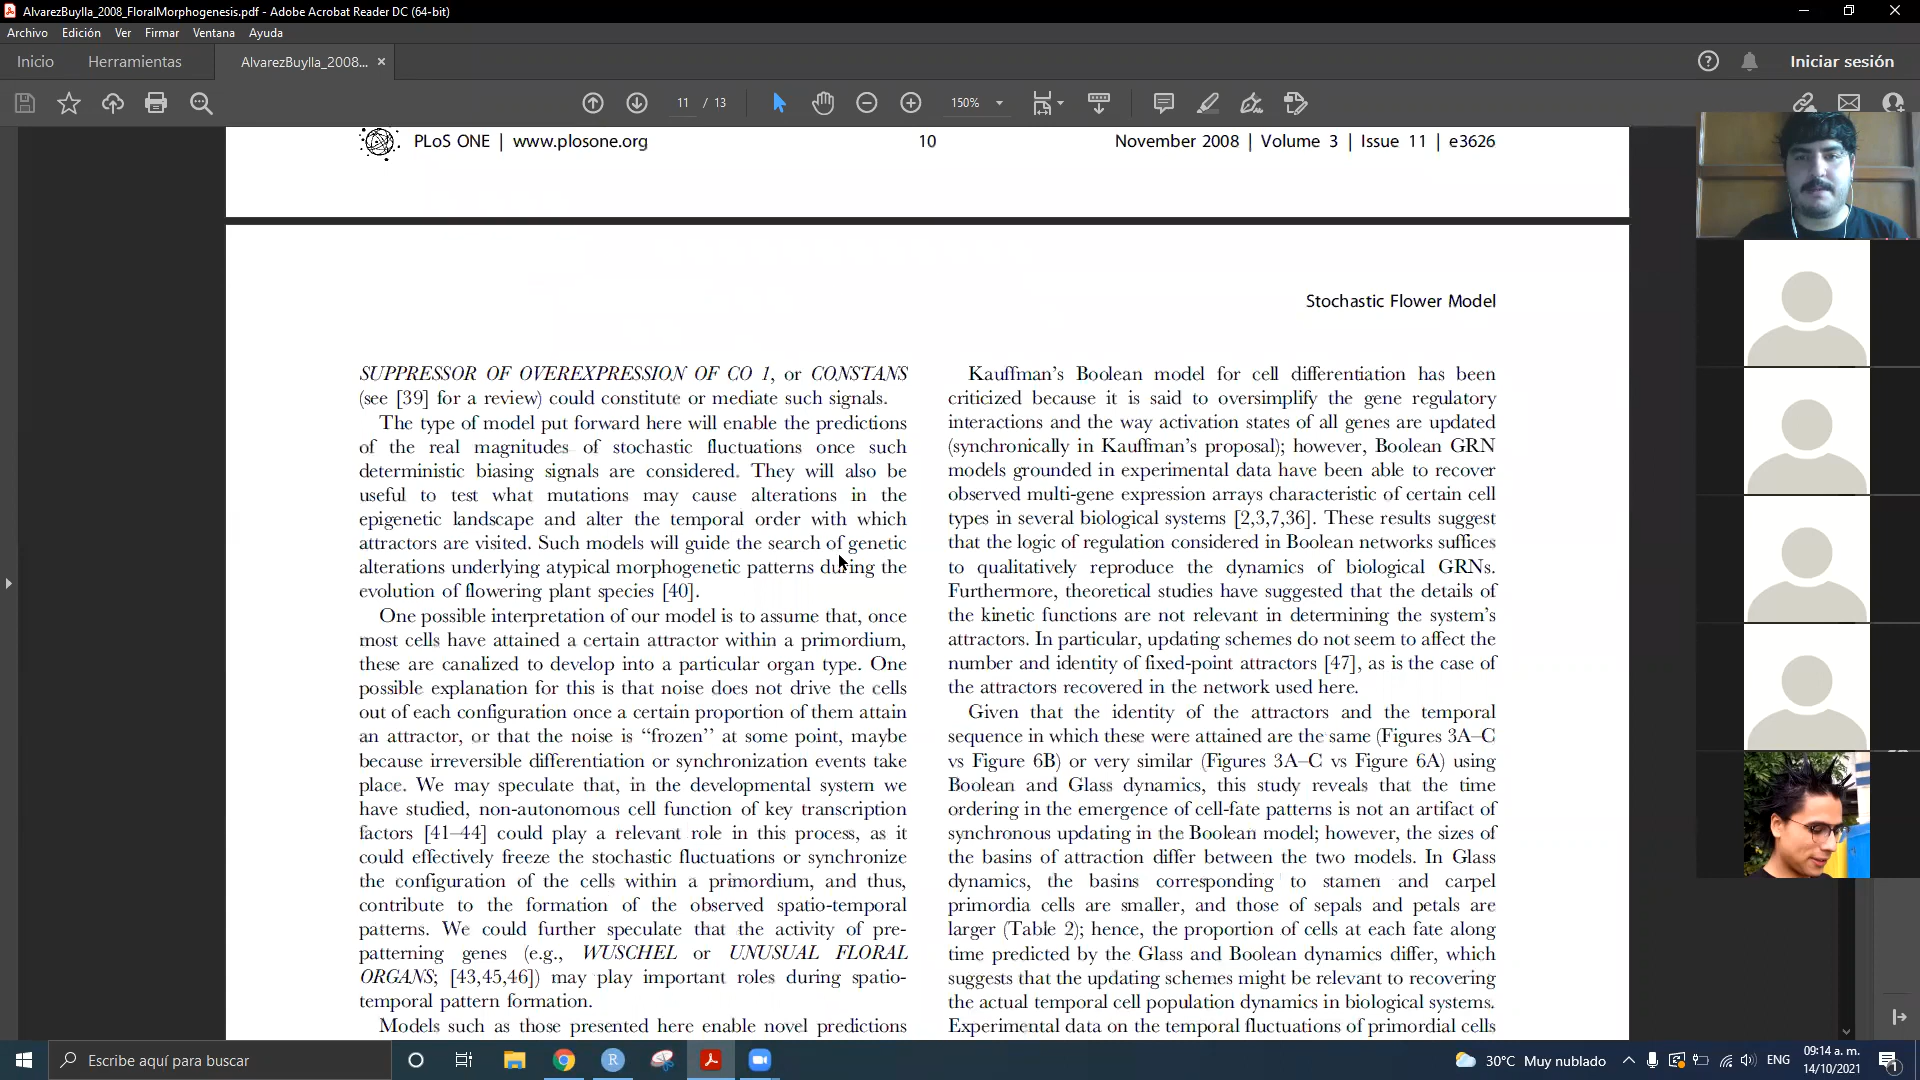 AlvarezBuylla_2008_FloralMorphogenesis.pdf - Adobe Acrobat Reader DC (64-bit)
Archivo Edición Ver Firmar Ventana Ayuda
Inicio Herramientas AlvarezBuylla_2008... × Iniciar sesión
11 / 13 150%
PLoS ONE | www.plosone.org 10 November 2008 | Volume 3 | Issue 11 | e3626
Stochastic Flower Model
SUPPRESSOR OF OVEREXPRESSION OF CO 1, or CONSTANS
(see [39] for a review) could constitute or mediate such signals.
The type of model put forward here will enable the predictions
of the real magnitudes of stochastic fluctuations once such
deterministic biasing signals are considered. They will also be
useful to test what mutations may cause alterations in the
epigenetic landscape and alter the temporal order with which
attractors are visited. Such models will guide the search of genetic
alterations underlying atypical morphogenetic patterns during the
evolution of flowering plant species [40].
One possible interpretation of our model is to assume that, once
most cells have attained a certain attractor within a primordium,
these are canalized to develop into a particular organ type. One
possible explanation for this is that noise does not drive the cells
out of each configuration once a certain proportion of them attain
an attractor, or that the noise is ‘‘frozen’’ at some point, maybe
because irreversible differentiation or synchronization events take
place. We may speculate that, in the developmental system we
have studied, non-autonomous cell function of key transcription
factors [41–44] could play a relevant role in this process, as it
could effectively freeze the stochastic fluctuations or synchronize
the configuration of the cells within a primordium, and thus,
contribute to the formation of the observed spatio-temporal
patterns. We could further speculate that the activity of pre-
patterning genes (e.g., WUSCHEL or UNUSUAL FLORAL
ORGANS; [43,45,46]) may play important roles during spatio-
temporal pattern formation.
Models such as those presented here enable novel predictions
Kauffman’s Boolean model for cell differentiation has been
criticized because it is said to oversimplify the gene regulatory
interactions and the way activation states of all genes are updated
(synchronically in Kauffman’s proposal); however, Boolean GRN
models grounded in experimental data have been able to recover
observed multi-gene expression arrays characteristic of certain cell
types in several biological systems [2,3,7,36]. These results suggest
that the logic of regulation considered in Boolean networks suffices
to qualitatively reproduce the dynamics of biological GRNs.
Furthermore, theoretical studies have suggested that the details of
the kinetic functions are not relevant in determining the system’s
attractors. In particular, updating schemes do not seem to affect the
number and identity of fixed-point attractors [47], as is the case of
the attractors recovered in the network used here.
Given that the identity of the attractors and the temporal
sequence in which these were attained are the same (Figures 3A–C
vs Figure 6B) or very similar (Figures 3A–C vs Figure 6A) using
Boolean and Glass dynamics, this study reveals that the time
ordering in the emergence of cell-fate patterns is not an artifact of
synchronous updating in the Boolean model; however, the sizes of
the basins of attraction differ between the two models. In Glass
dynamics, the basins corresponding to stamen and carpel
primordia cells are smaller, and those of sepals and petals are
larger (Table 2); hence, the proportion of cells at each fate along
time predicted by the Glass and Boolean dynamics differ, which
suggests that the updating schemes might be relevant to recovering
the actual temporal cell population dynamics in biological systems.
Experimental data on the temporal fluctuations of primordial cells
Escribe aquí para buscar
R
30°C Muy nublado
ENG
09:14 a. m.
14/10/2021
1